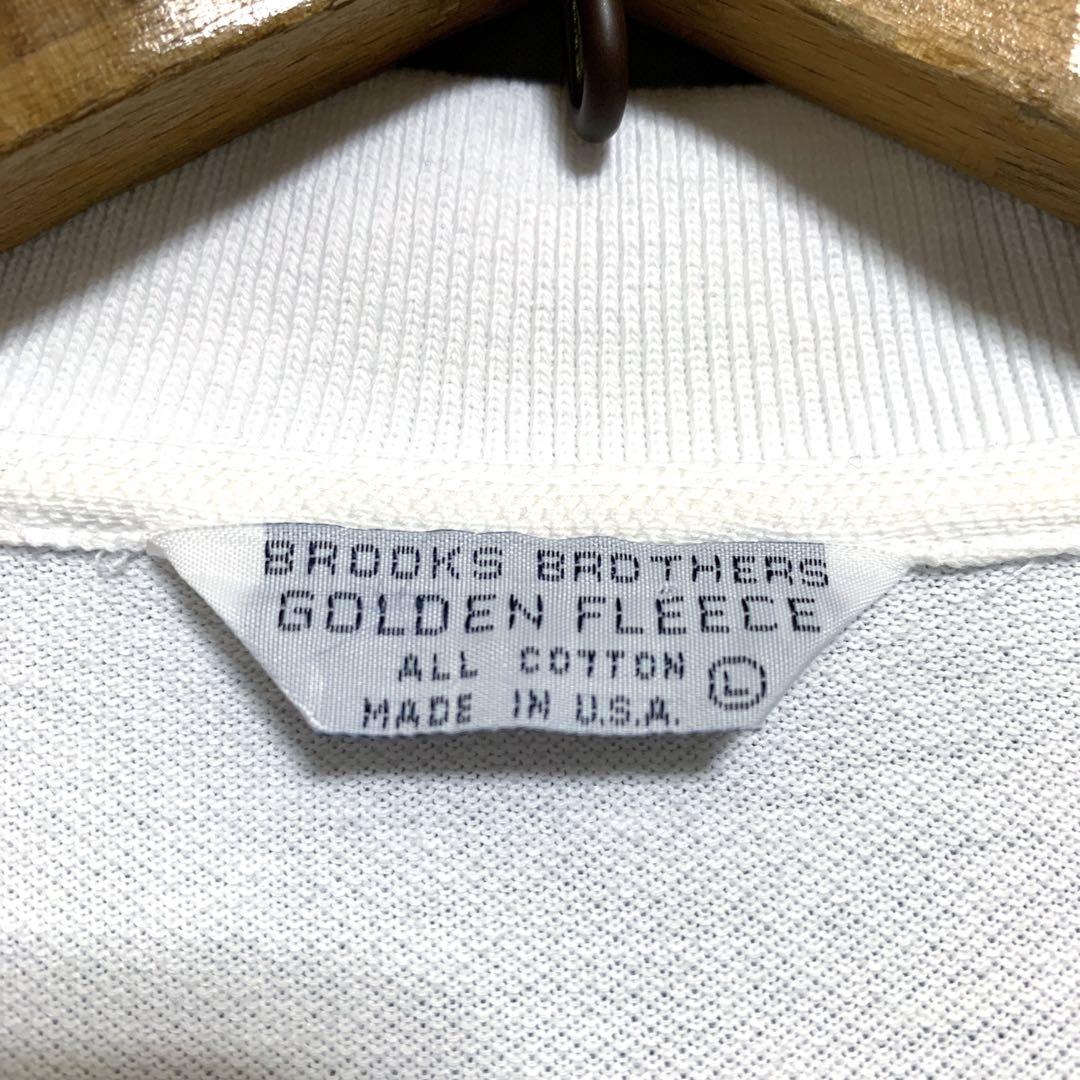 BROOKS BROTHERS
GOLDEN FLEECE
ALL COTTON
MADE IN U.S.A. L